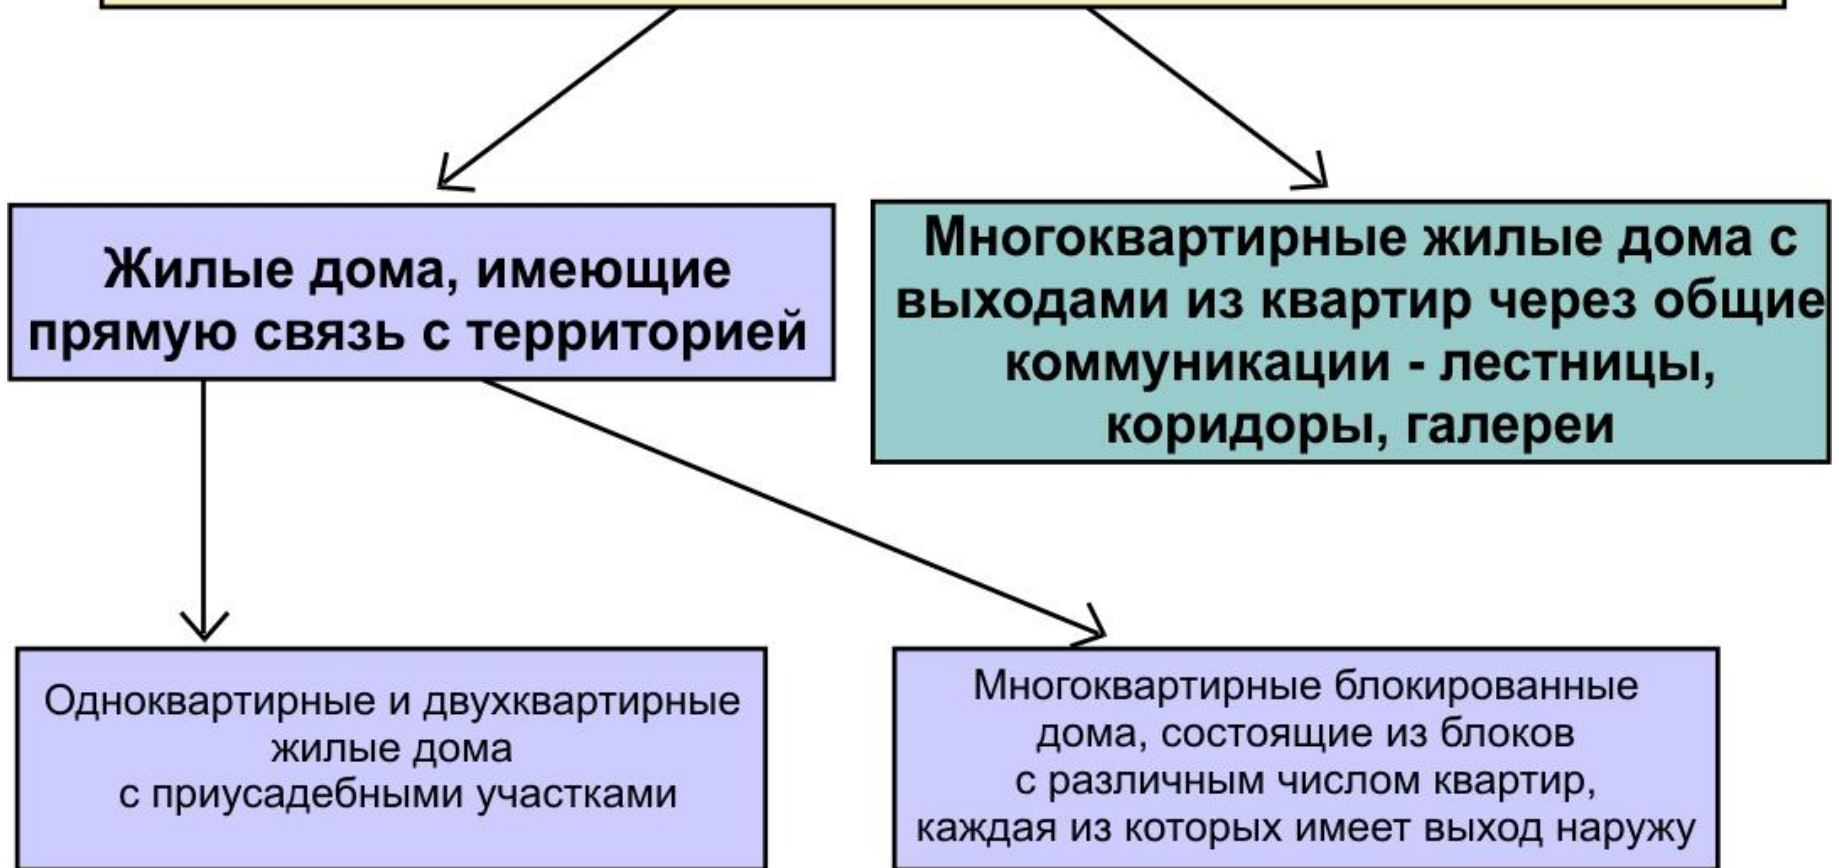 Жилые дома, имеющие
прямую связь с территорией
Многоквартирные жилые дома с
выходами из квартир через общие
коммуникации - лестницы,
коридоры, галереи
Одноквартирные и двухквартирные
жилые дома
с приусадебными участками
Многоквартирные блокированные
дома, состоящие из блоков
с различным числом квартир,
каждая из которых имеет выход наружу